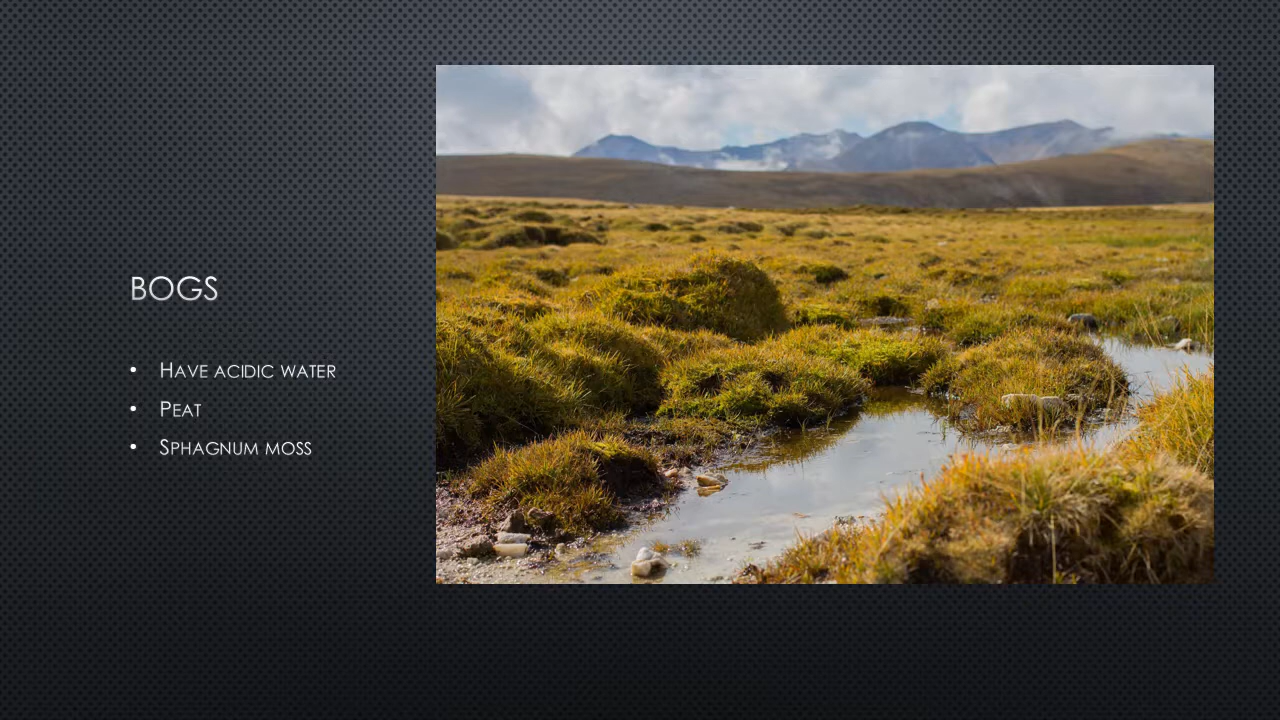 BOGS
• Have acidic water
• Peat
• Sphagnum moss